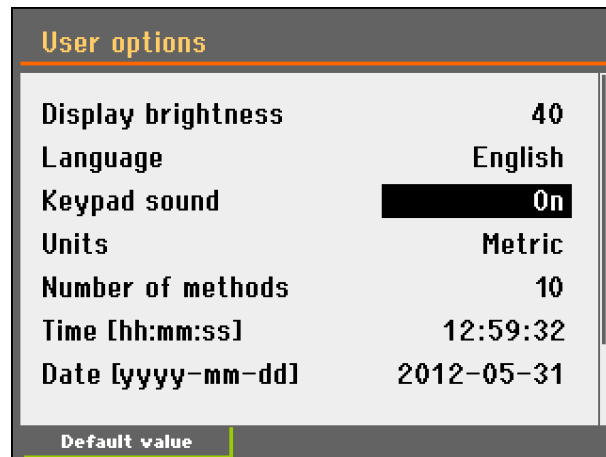 User options
Display brightness 40
Language English
Keypad sound On
Units Metric
Number of methods 10
Time [hh:mm:ss] 12:59:32
Date [yyyy-mm-dd] 2012-05-31
Default value